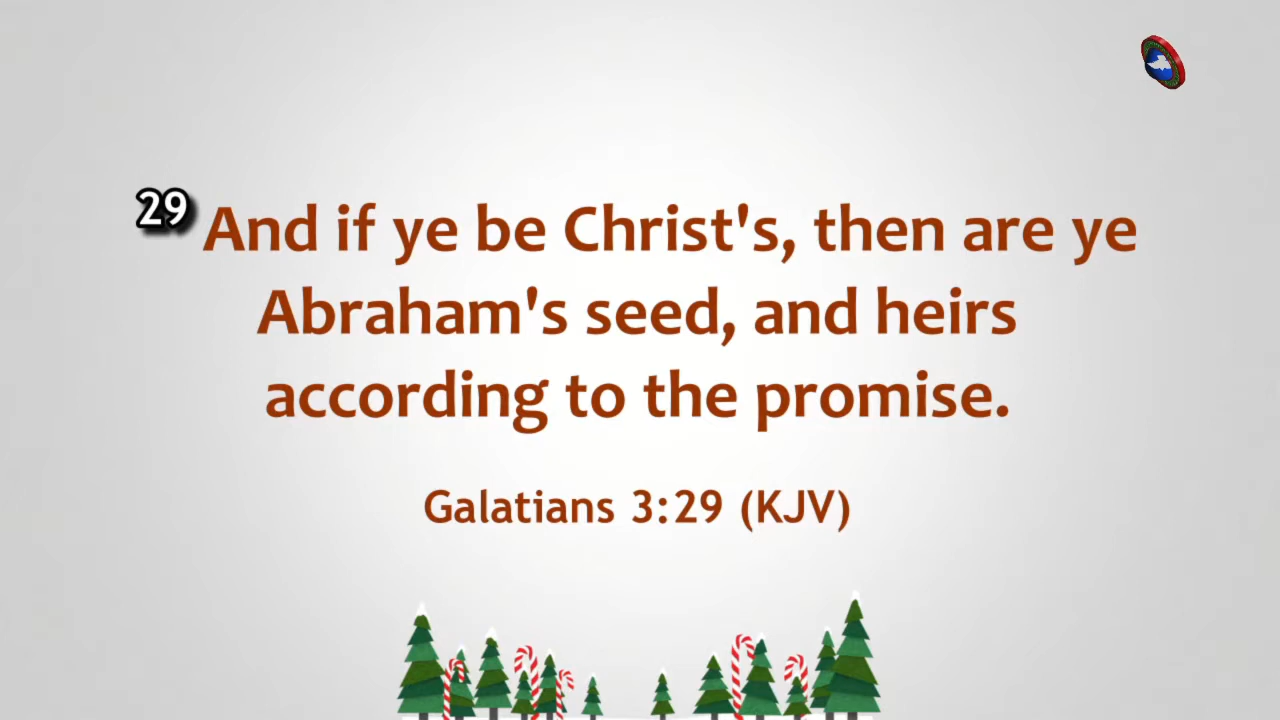 29 And if ye be Christ's, then are ye
Abraham's seed, and heirs
according to the promise.
Galatians 3:29 (KJV)